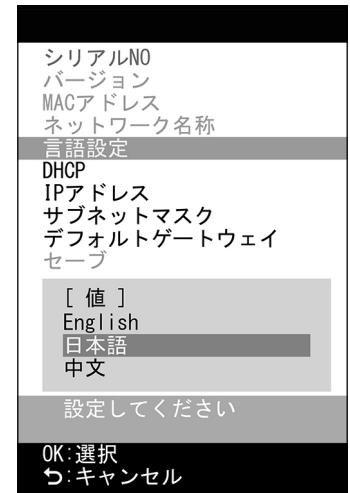 シリアルNO
バージョン
MACアドレス
ネットワーク名称
言語設定
DHCP
IPアドレス
サブネットマスク
デフォルトゲートウェイ
セーブ
[ 値 ]
English
日本語
中文
設定してください
OK:選択
⮌:キャンセル